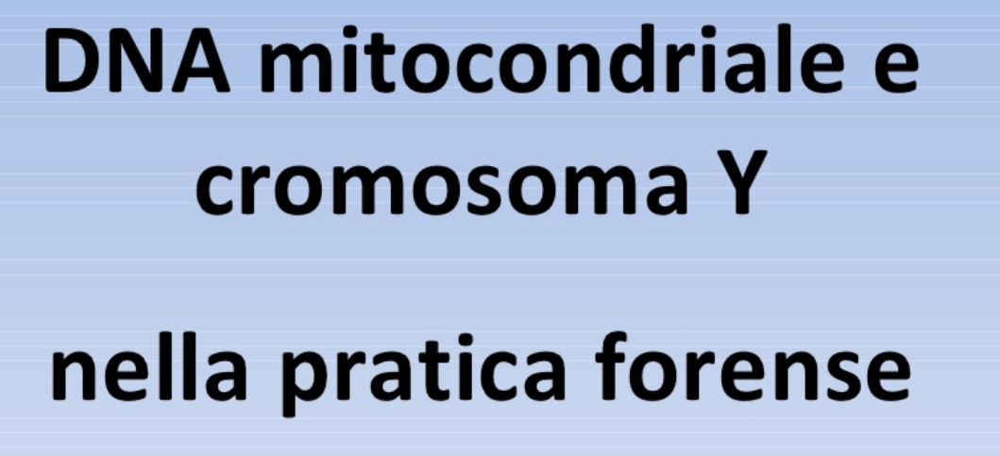 DNA mitocondriale e
cromosoma Y
nella pratica forense